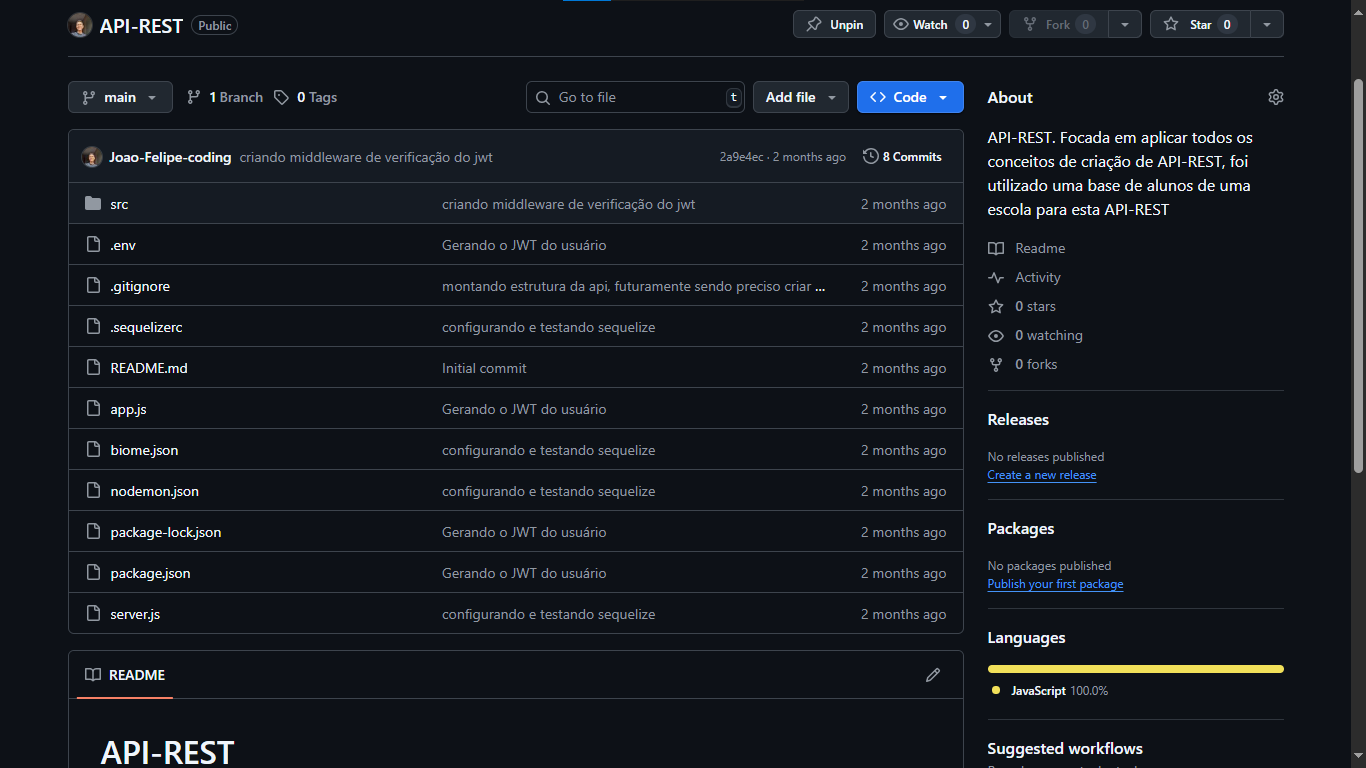 API-REST Public Unpin Watch 0 Fork 0 Star 0
main 1 Branch 0 Tags Go to file t Add file Code
Joao-Felipe-coding criando middleware de verificação do jwt 2a9e4ec · 2 months ago 8 Commits
src criando middleware de verificação do jwt 2 months ago
.env Gerando o JWT do usuário 2 months ago
.gitignore montando estrutura da api, futuramente sendo preciso criar ... 2 months ago
.sequelizerc configurando e testando sequelize 2 months ago
README.md Initial commit 2 months ago
app.js Gerando o JWT do usuário 2 months ago
biome.json configurando e testando sequelize 2 months ago
nodemon.json configurando e testando sequelize 2 months ago
package-lock.json Gerando o JWT do usuário 2 months ago
package.json Gerando o JWT do usuário 2 months ago
server.js configurando e testando sequelize 2 months ago
README
API-REST
About
API-REST. Focada em aplicar todos os
conceitos de criação de API-REST, foi
utilizado uma base de alunos de uma
escola para esta API-REST
Readme
Activity
0 stars
0 watching
0 forks
Releases
No releases published
Create a new release
Packages
No packages published
Publish your first package
Languages
JavaScript 100.0%
Suggested workflows